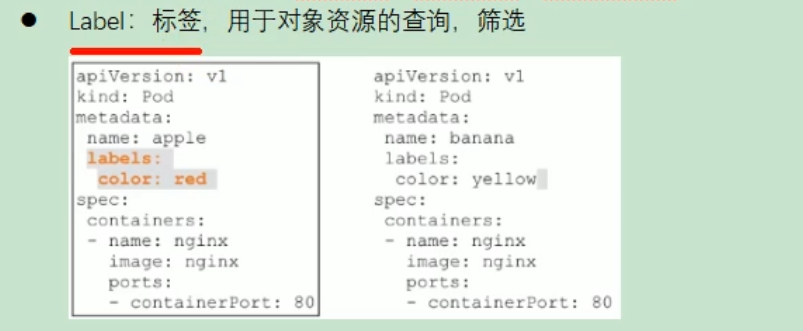 ● Label：标签，用于对象资源的查询，筛选
apiVersion: v1
kind: Pod
metadata:
 name: apple
 labels:
  color: red
spec:
 containers:
 - name: nginx
   image: nginx
   ports:
   - containerPort: 80
apiVersion: v1
kind: Pod
metadata:
 name: banana
 labels:
  color: yellow
spec:
 containers:
 - name: nginx
   image: nginx
   ports:
   - containerPort: 80